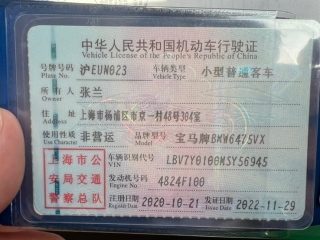 中华人民共和国机动车行驶证
Vehicle License of the People's Republic of China
号牌号码 沪EUN023 车辆类型 小型普通客车
Plate No. Vehicle Type
所有人 张兰
Owner
住址 上海市杨浦区市京一村48号304室
Address
使用性质 非营运 品牌型号 宝马牌BMW6475VX
Use Character Model
上海市公 车辆识别代号 LBV7Y0100MSY56945
VIN
安局交通 发动机号码 4824F100
Engine No.
警察总队 注册日期 2020-10-21 发证日期 2022-11-29
Register Date Issue Date